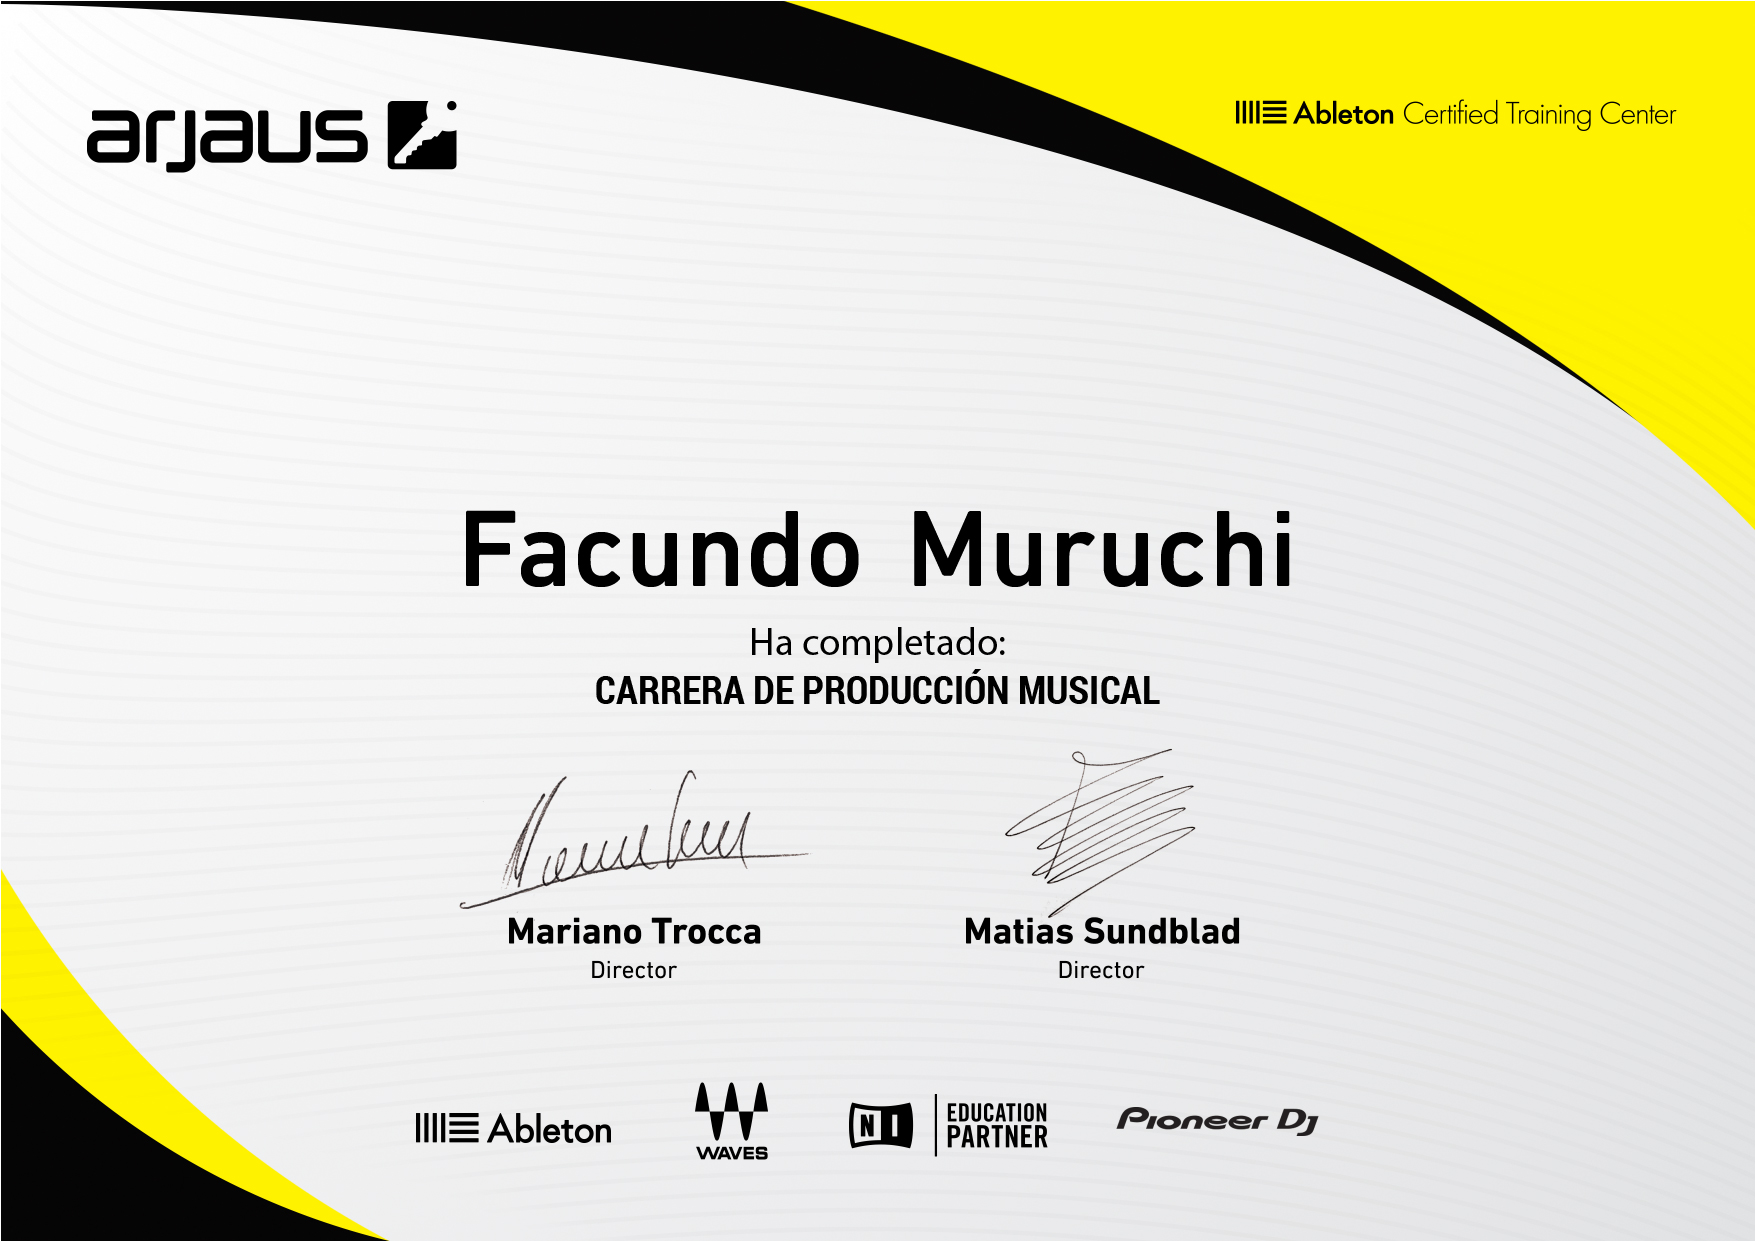 arjaus
Ableton Certified Training Center
Facundo Muruchi
Ha completado:
CARRERA DE PRODUCCIÓN MUSICAL
Mariano Trocca
Director
Matias Sundblad
Director
Ableton
WAVES
NI
EDUCATION
PARTNER
Pioneer Dj